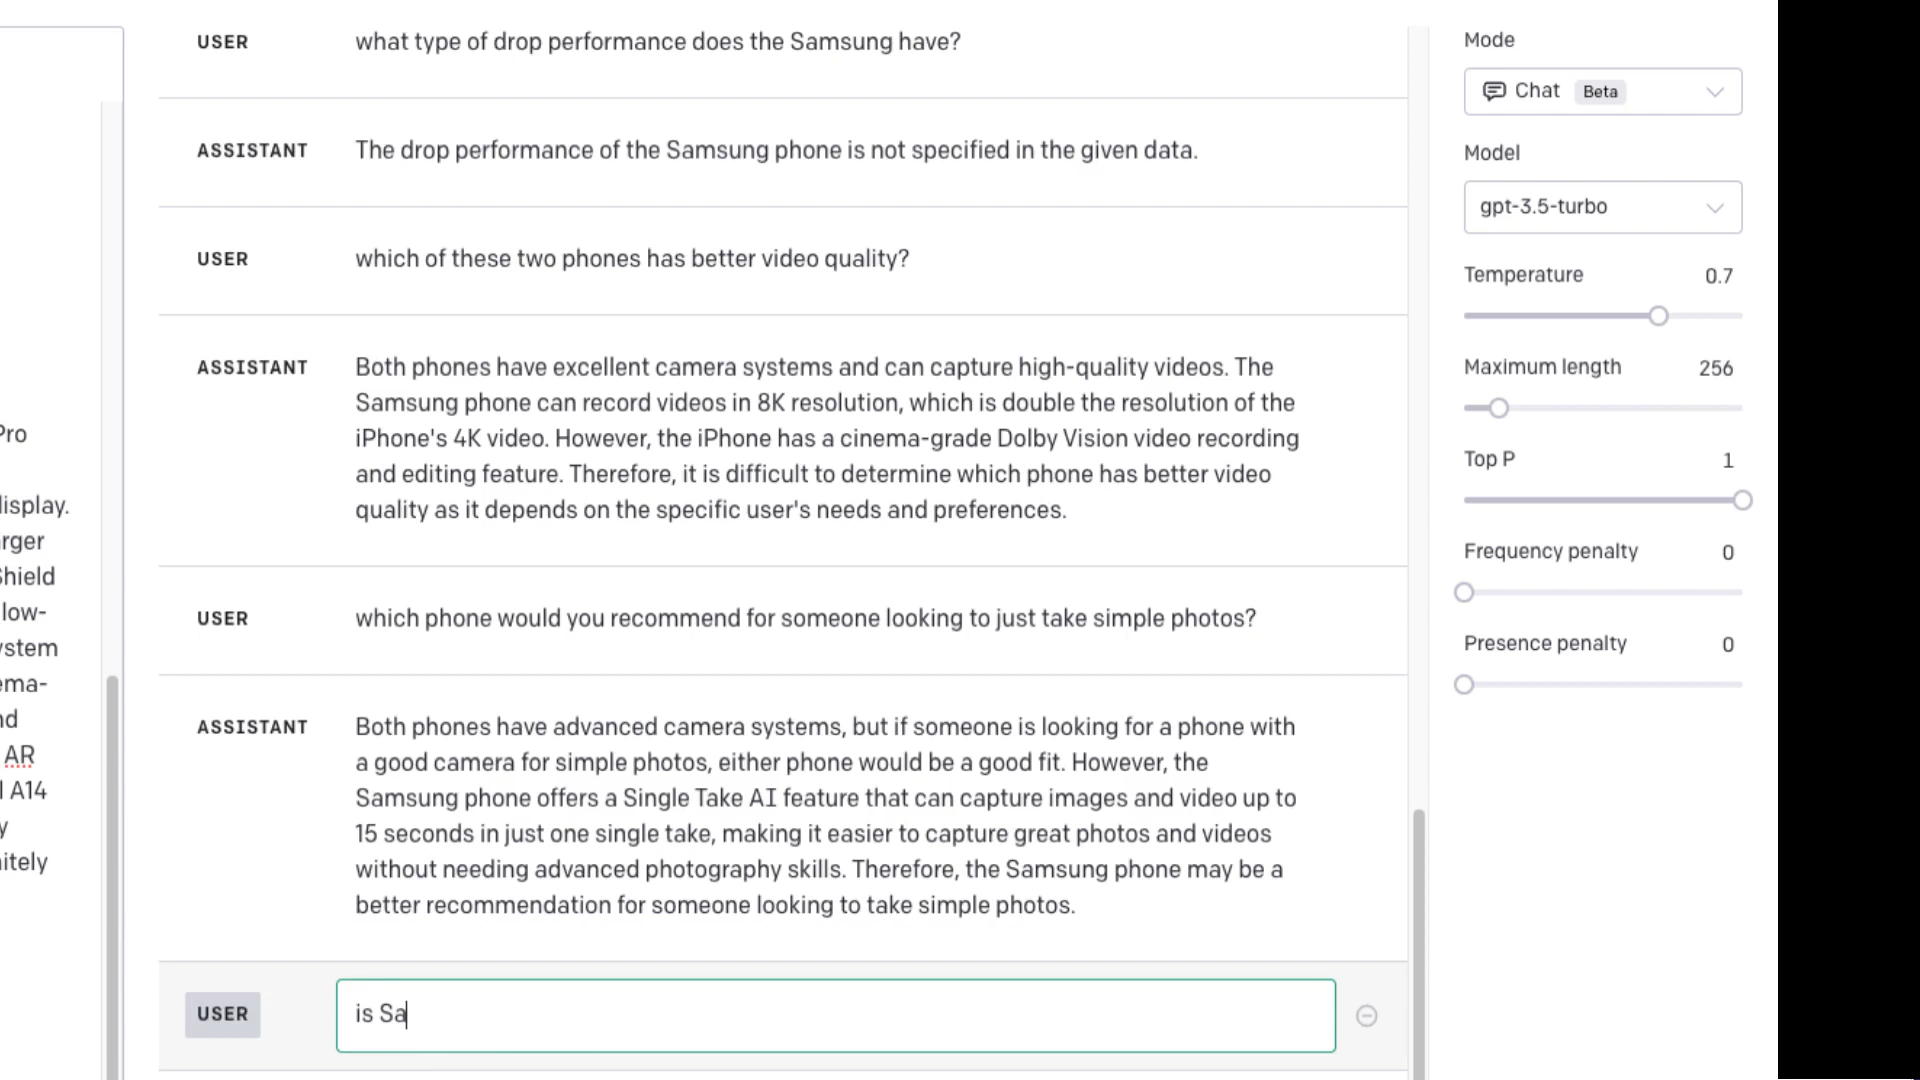 USER what type of drop performance does the Samsung have?
ASSISTANT The drop performance of the Samsung phone is not specified in the given data.
USER which of these two phones has better video quality?
ASSISTANT Both phones have excellent camera systems and can capture high-quality videos. The
Samsung phone can record videos in 8K resolution, which is double the resolution of the
iPhone's 4K video. However, the iPhone has a cinema-grade Dolby Vision video recording
and editing feature. Therefore, it is difficult to determine which phone has better video
quality as it depends on the specific user's needs and preferences.
USER which phone would you recommend for someone looking to just take simple photos?
ASSISTANT Both phones have advanced camera systems, but if someone is looking for a phone with
a good camera for simple photos, either phone would be a good fit. However, the
Samsung phone offers a Single Take AI feature that can capture images and video up to
15 seconds in just one single take, making it easier to capture great photos and videos
without needing advanced photography skills. Therefore, the Samsung phone may be a
better recommendation for someone looking to take simple photos.
USER is Sa
Mode
Chat Beta
Model
gpt-3.5-turbo
Temperature 0.7
Maximum length 256
Top P 1
Frequency penalty 0
Presence penalty 0
Pro
display.
low-
AR
A14